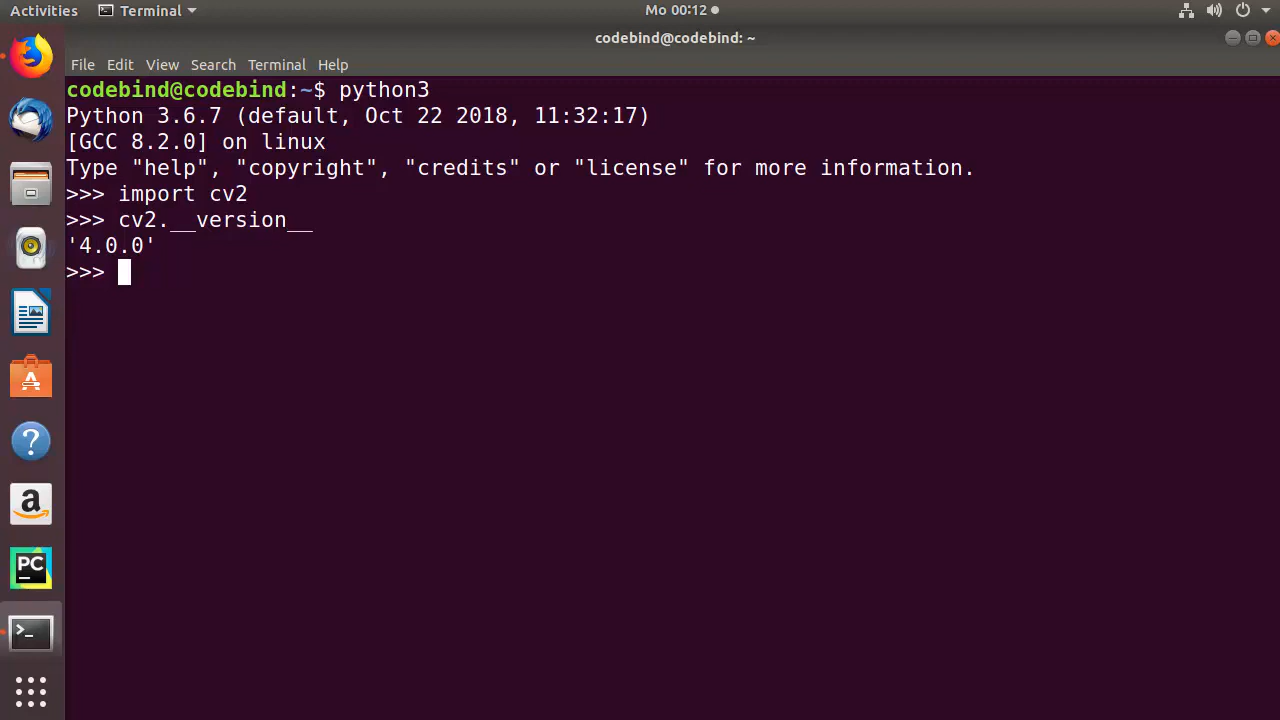 Activities Terminal Mo 00:12
codebind@codebind: ~
File Edit View Search Terminal Help
codebind@codebind:~$ python3
Python 3.6.7 (default, Oct 22 2018, 11:32:17)
[GCC 8.2.0] on linux
Type "help", "copyright", "credits" or "license" for more information.
>>> import cv2
>>> cv2.__version__
'4.0.0'
>>>
A
?
a
PC
>_